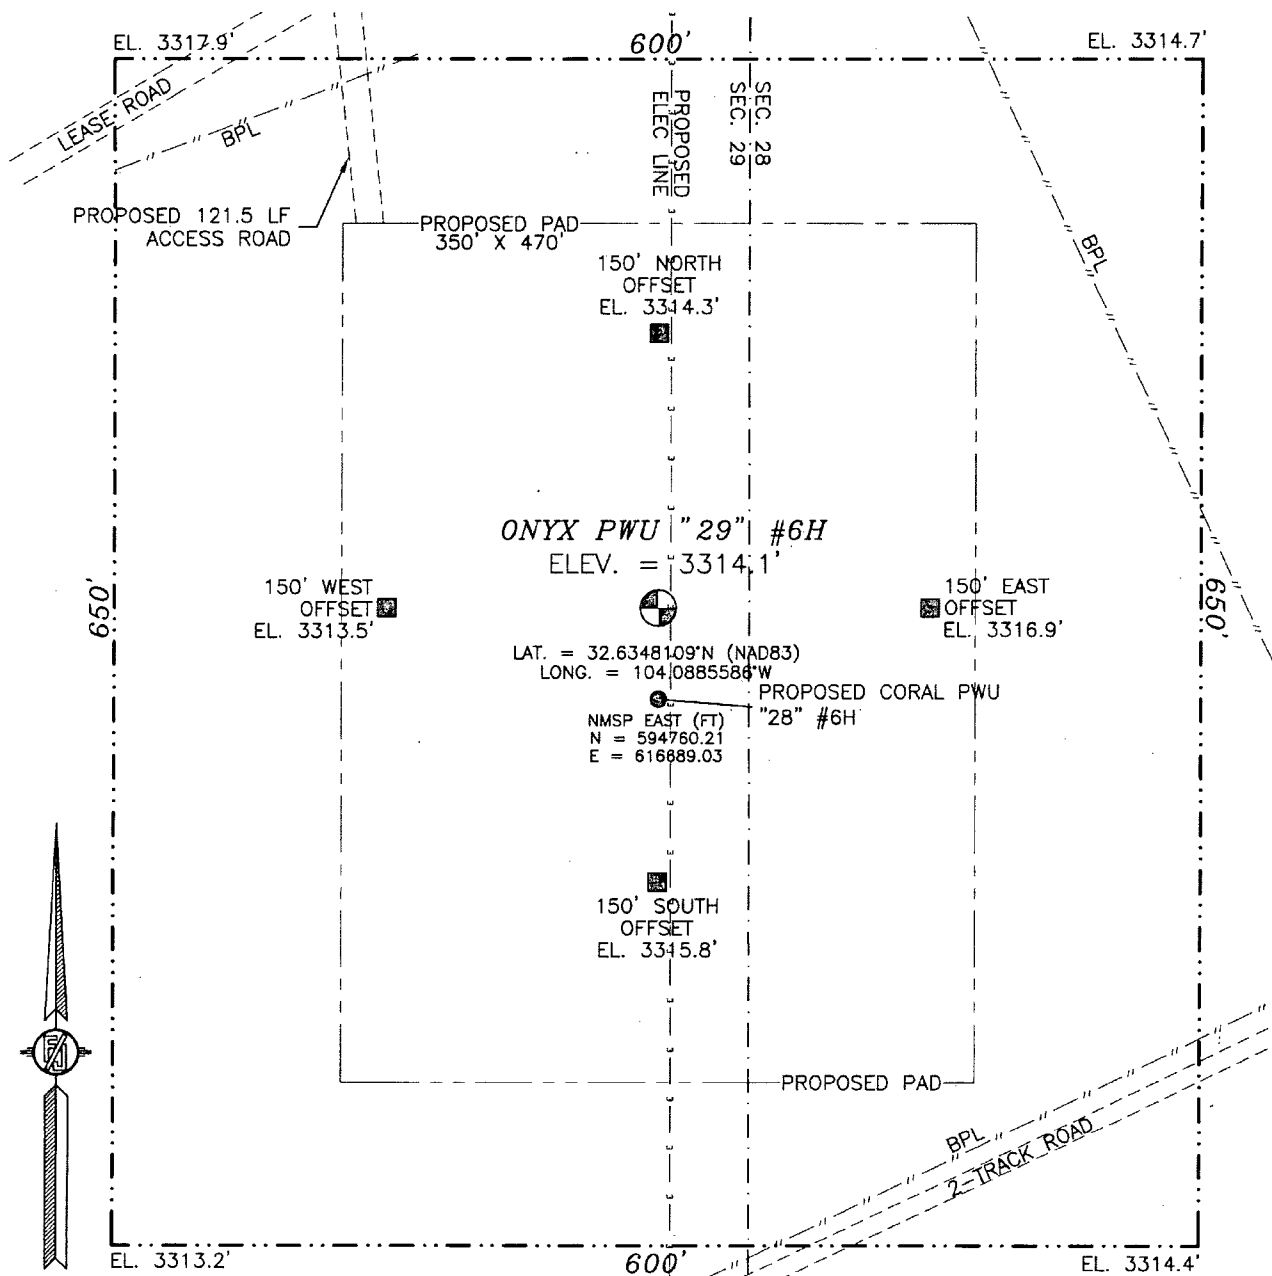 EL. 3317.9'
600'
EL. 3314.7'
LEASE ROAD
BPL
PROPOSED
ELEC LINE
SEC. 28
SEC. 29
PROPOSED 121.5 LF
ACCESS ROAD
PROPOSED PAD
350' X 470'
BPL
150' NORTH
OFFSET
EL. 3314.3'
ONYX PWU "29" #6H
ELEV. = 3314.1'
650'
150' WEST
OFFSET
EL. 3313.5'
150' EAST
OFFSET
EL. 3316.9'
650'
LAT. = 32.6348109°N (NAD83)
LONG. = 104.0885586°W
PROPOSED CORAL PWU
"28" #6H
NMSP EAST (FT)
N = 594760.21
E = 616689.03
150' SOUTH
OFFSET
EL. 3315.8'
PROPOSED PAD
BPL
2-TRACK ROAD
EL. 3313.2'
600'
EL. 3314.4'